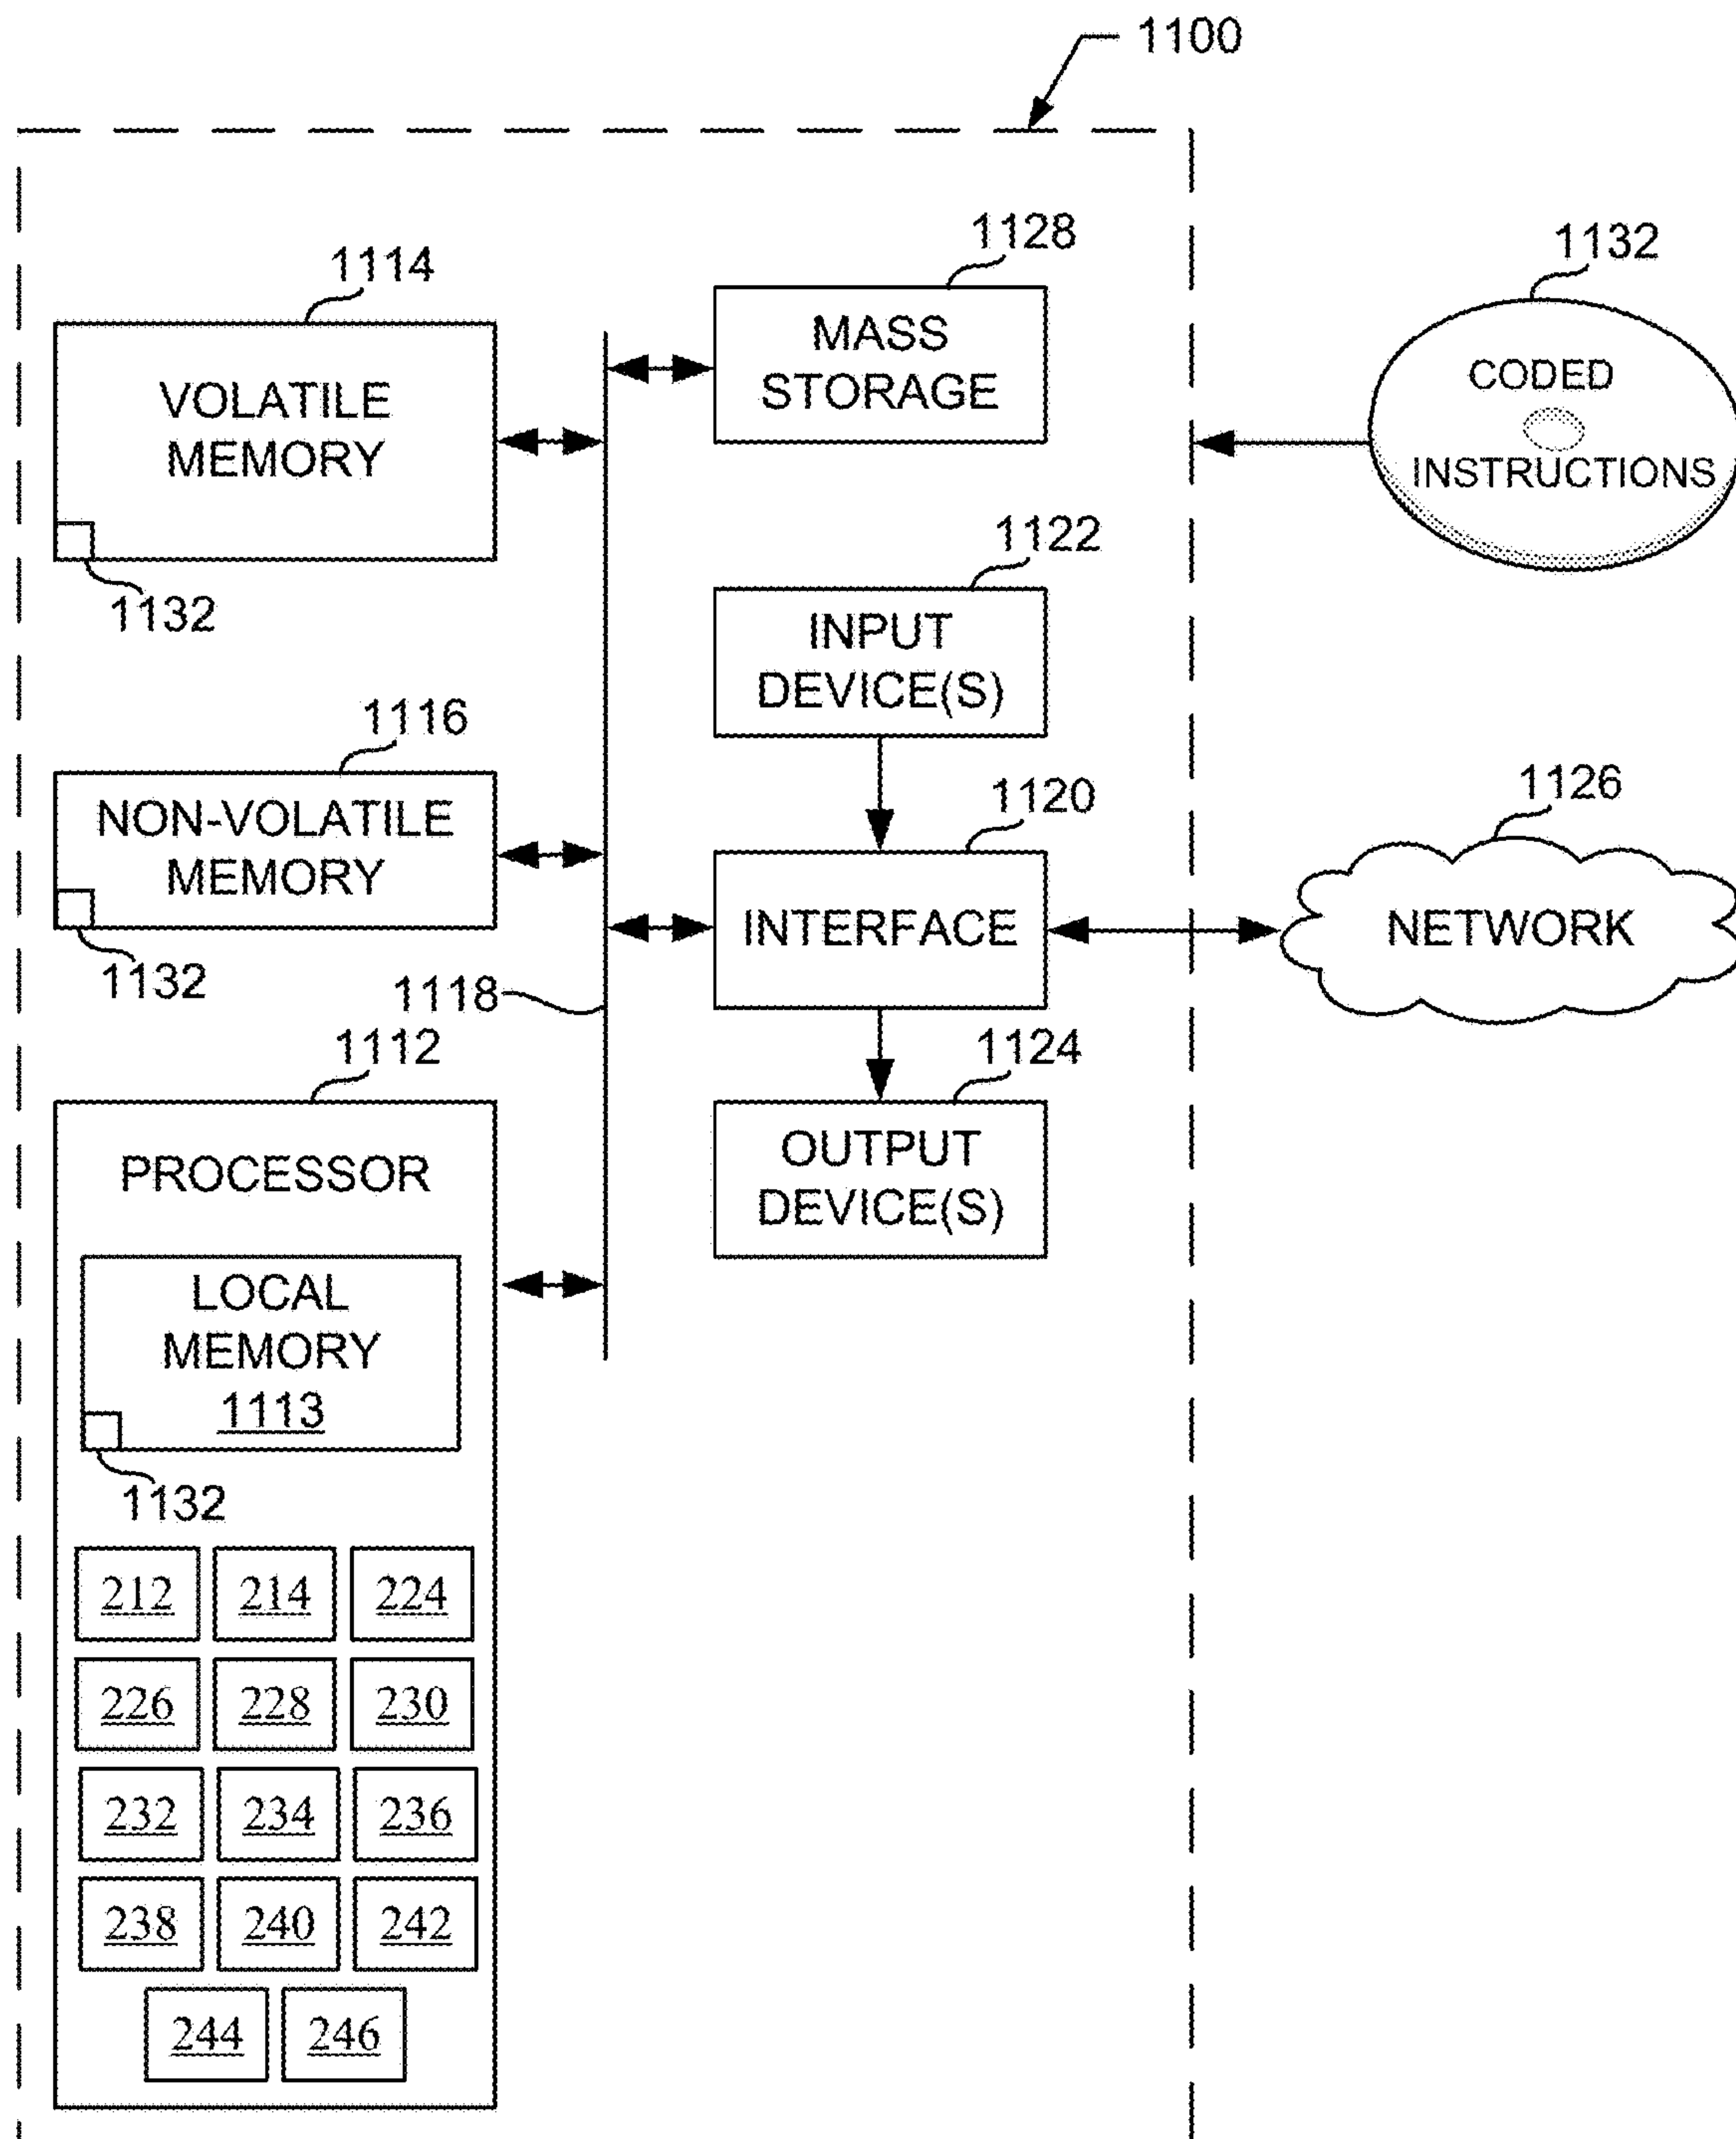 1100
1128
1114
1132
MASS
STORAGE
VOLATILE
MEMORY
CODED
INSTRUCTIONS
1132
1122
INPUT
DEVICE(S)
1116
1126
NON-VOLATILE
MEMORY
1120
INTERFACE
NETWORK
1132
1118
1112
1124
PROCESSOR
OUTPUT
DEVICE(S)
LOCAL
MEMORY
1113
1132
212 214 224
226 228 230
232 234 236
238 240 242
244 246